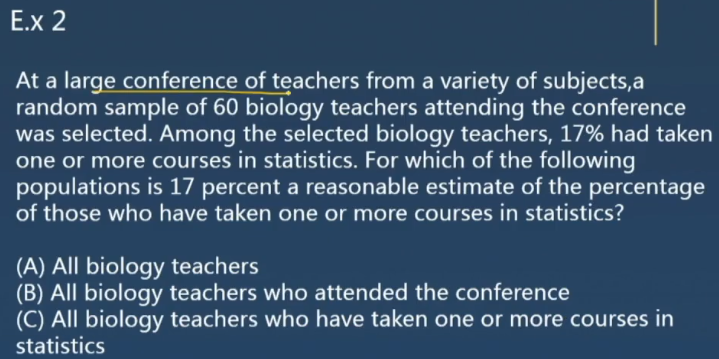 E.x 2
At a large conference of teachers from a variety of subjects,a
random sample of 60 biology teachers attending the conference
was selected. Among the selected biology teachers, 17% had taken
one or more courses in statistics. For which of the following
populations is 17 percent a reasonable estimate of the percentage
of those who have taken one or more courses in statistics?
(A) All biology teachers
(B) All biology teachers who attended the conference
(C) All biology teachers who have taken one or more courses in
statistics